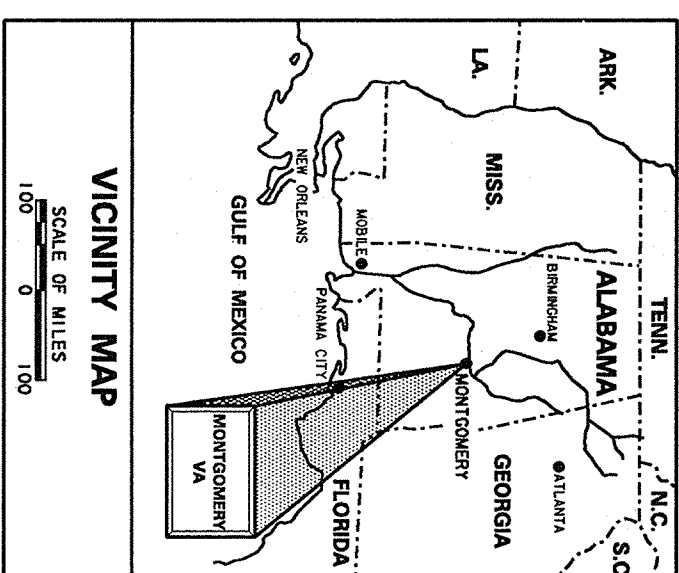 ARK.
TENN.
N.C.
LA.
MISS.
ALABAMA
S.C
BIRMINGHAM
ATLANTA
GEORGIA
MONTGOMERY
MOBILE
NEW ORLEANS
PANAMA CITY
FLORIDA
GULF OF MEXICO
MONTGOMERY
VA
VICINITY MAP
SCALE OF MILES
100 0 100